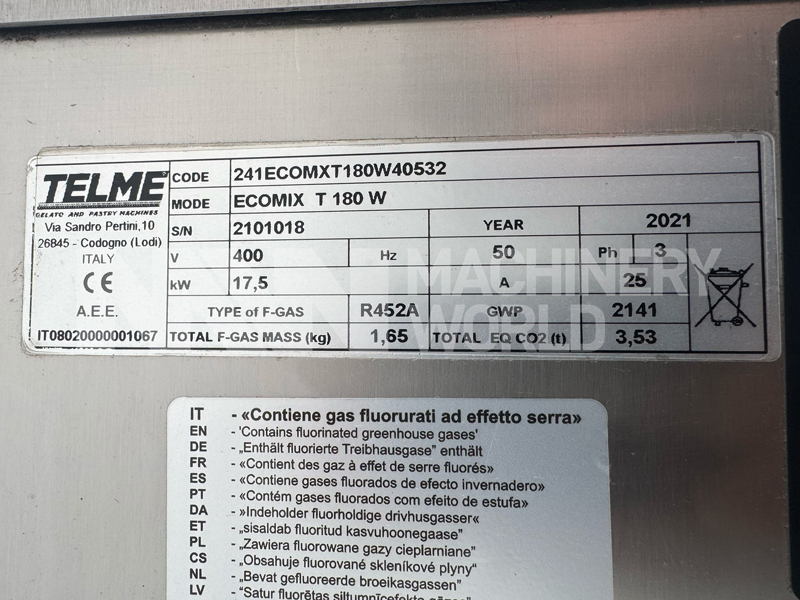 TELME
GELATO AND PASTRY MACHINES
Via Sandro Pertini,10
26845 - Codogno (Lodi)
ITALY
CE
A.E.E.
IT08020000001067
CODE 241ECOMXT180W40532
MODE ECOMIX T 180 W
S/N 2101018 YEAR 2021
V 400 Hz 50 Ph 3
kW 17,5 A 25
TYPE of F-GAS R452A GWP 2141
TOTAL F-GAS MASS (kg) 1,65 TOTAL EQ CO2 (t) 3,53
MACHINERY
WORLD
IT - «Contiene gas fluorurati ad effetto serra»
EN - 'Contains fluorinated greenhouse gases'
DE - „Enthält fluorierte Treibhausgase" enthält
FR - «Contient des gaz à effet de serre fluorés»
ES - «Contiene gases fluorados de efecto invernadero»
PT - «Contém gases fluorados com efeito de estufa»
DA - »Indeholder fluorholdige drivhusgasser«
ET - „sisaldab fluoritud kasvuhoonegaase"
PL - „Zawiera fluorowane gazy cieplarniane"
CS - „Obsahuje fluorované skleníkové plyny"
NL - „Bevat gefluoreerde broeikasgassen"
LV - "Satur fluorētas siltumnīcefekta gāzes"